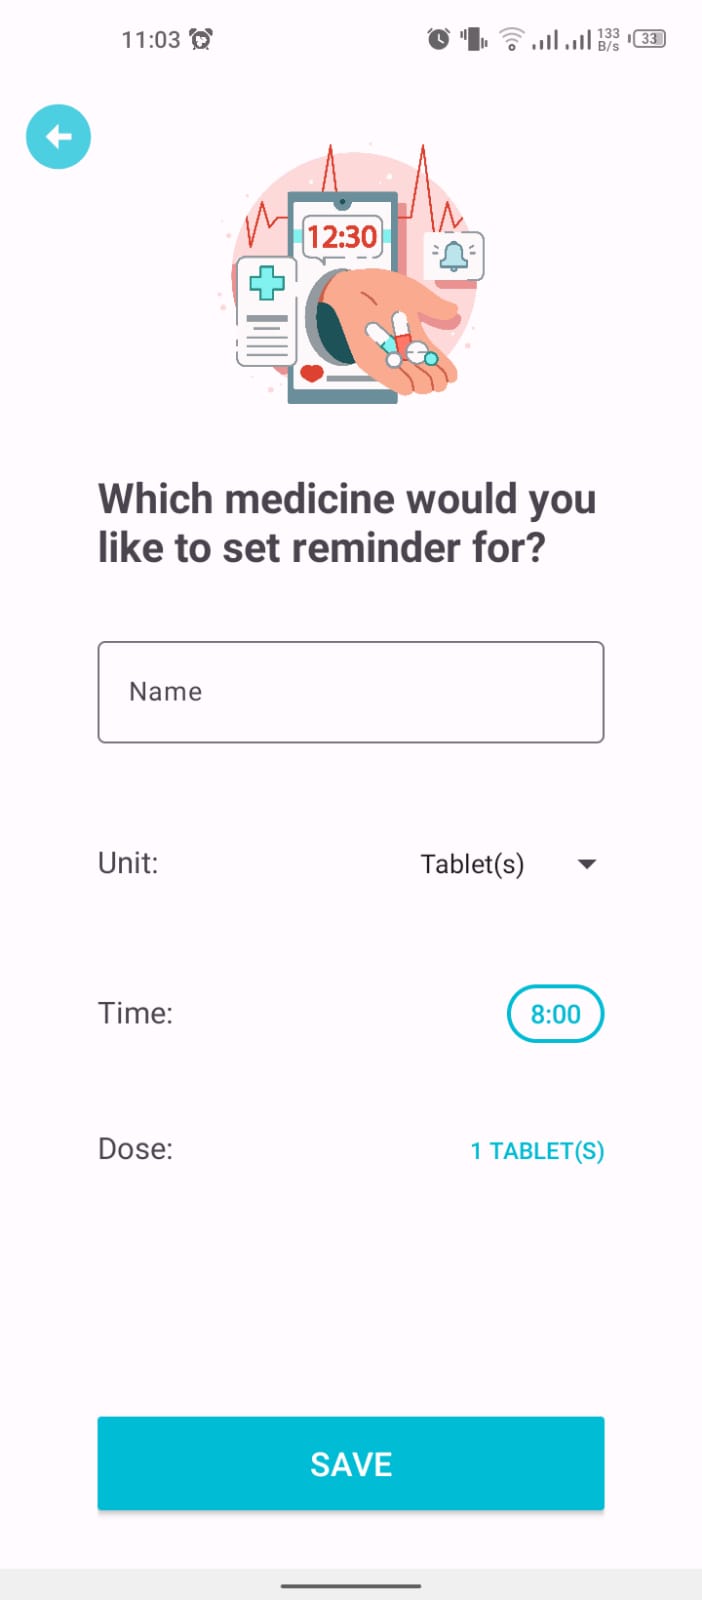 11:03
133
B/s
33
12:30
Which medicine would you
like to set reminder for?
Name
Unit:
Tablet(s)
Time:
8:00
Dose:
1 TABLET(S)
SAVE